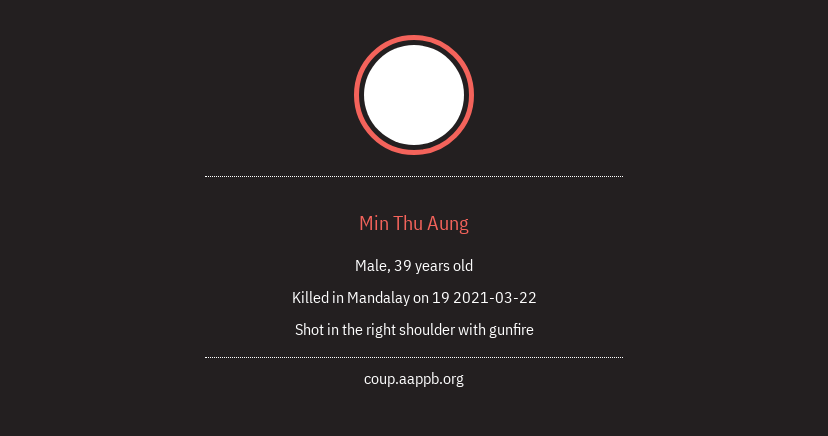 Min Thu Aung
Male, 39 years old
Killed in Mandalay on 19 2021-03-22
Shot in the right shoulder with gunfire
coup.aappb.org